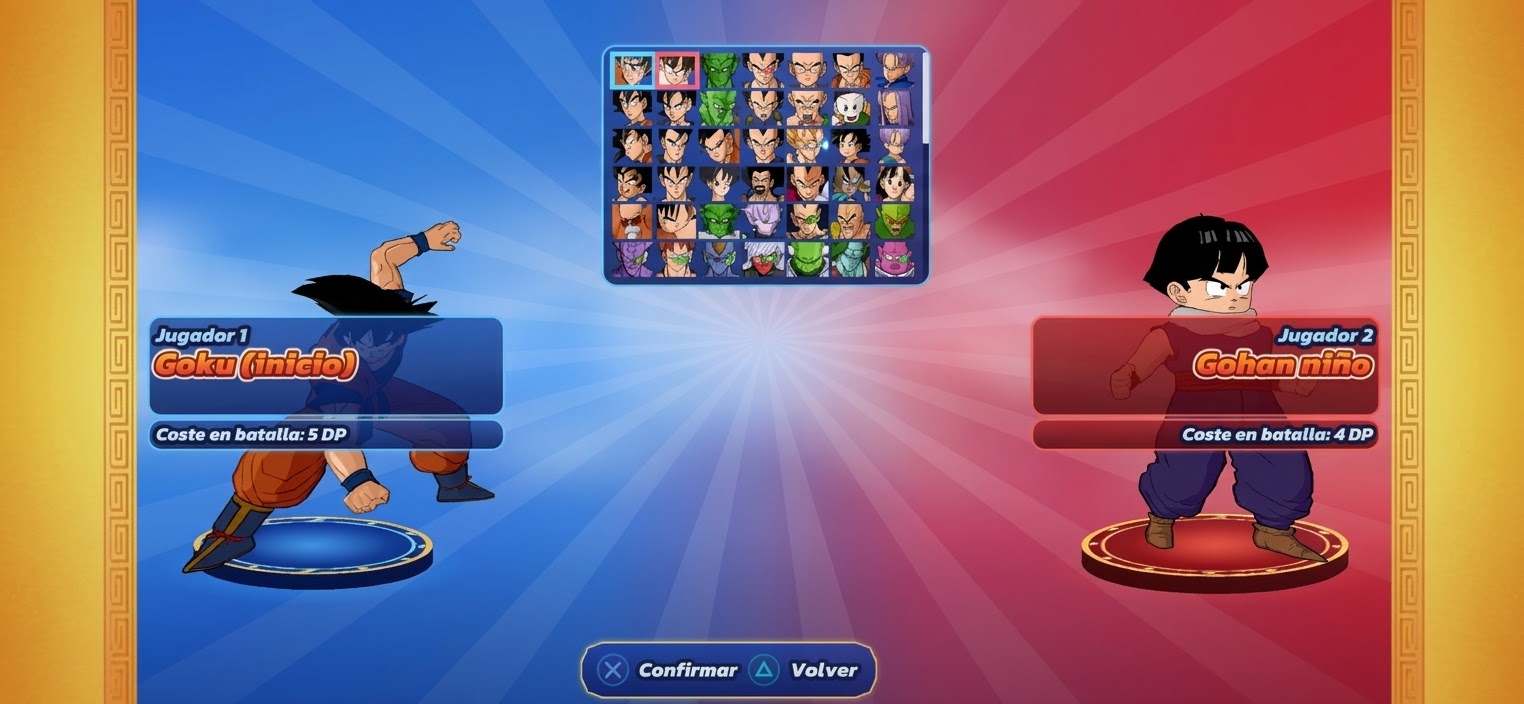 Jugador 1
Goku (inicio)
Coste en batalla: 5 DP
Jugador 2
Gohan niño
Coste en batalla: 4 DP
Confirmar Volver